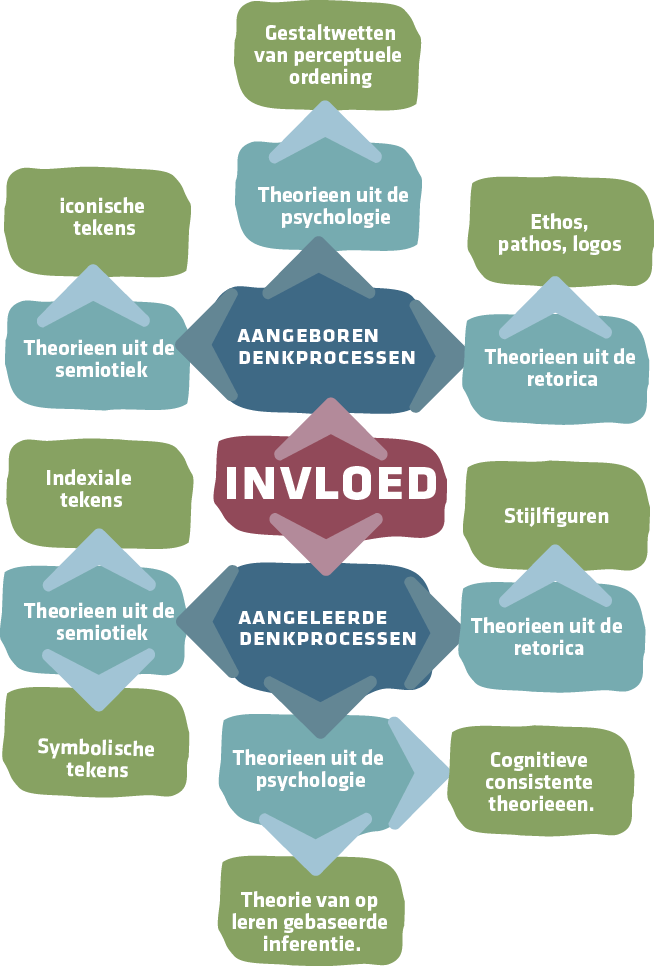 Gestaltwetten
van perceptuele
ordening
Theorieen uit de
psychologie
iconische
tekens
Ethos,
pathos, logos
Theorieen uit de
semiotiek
AANGEBOREN
DENKPROCESSEN
Theorieen uit de
retorica
INVLOED
Indexiale
tekens
Stijlfiguren
Theorieen uit de
semiotiek
AANGELEERDE
DENKPROCESSEN
Theorieen uit de
retorica
Symbolische
tekens
Theorieen uit de
psychologie
Cognitieve
consistente
theorieeen.
Theorie van op
leren gebaseerde
inferentie.